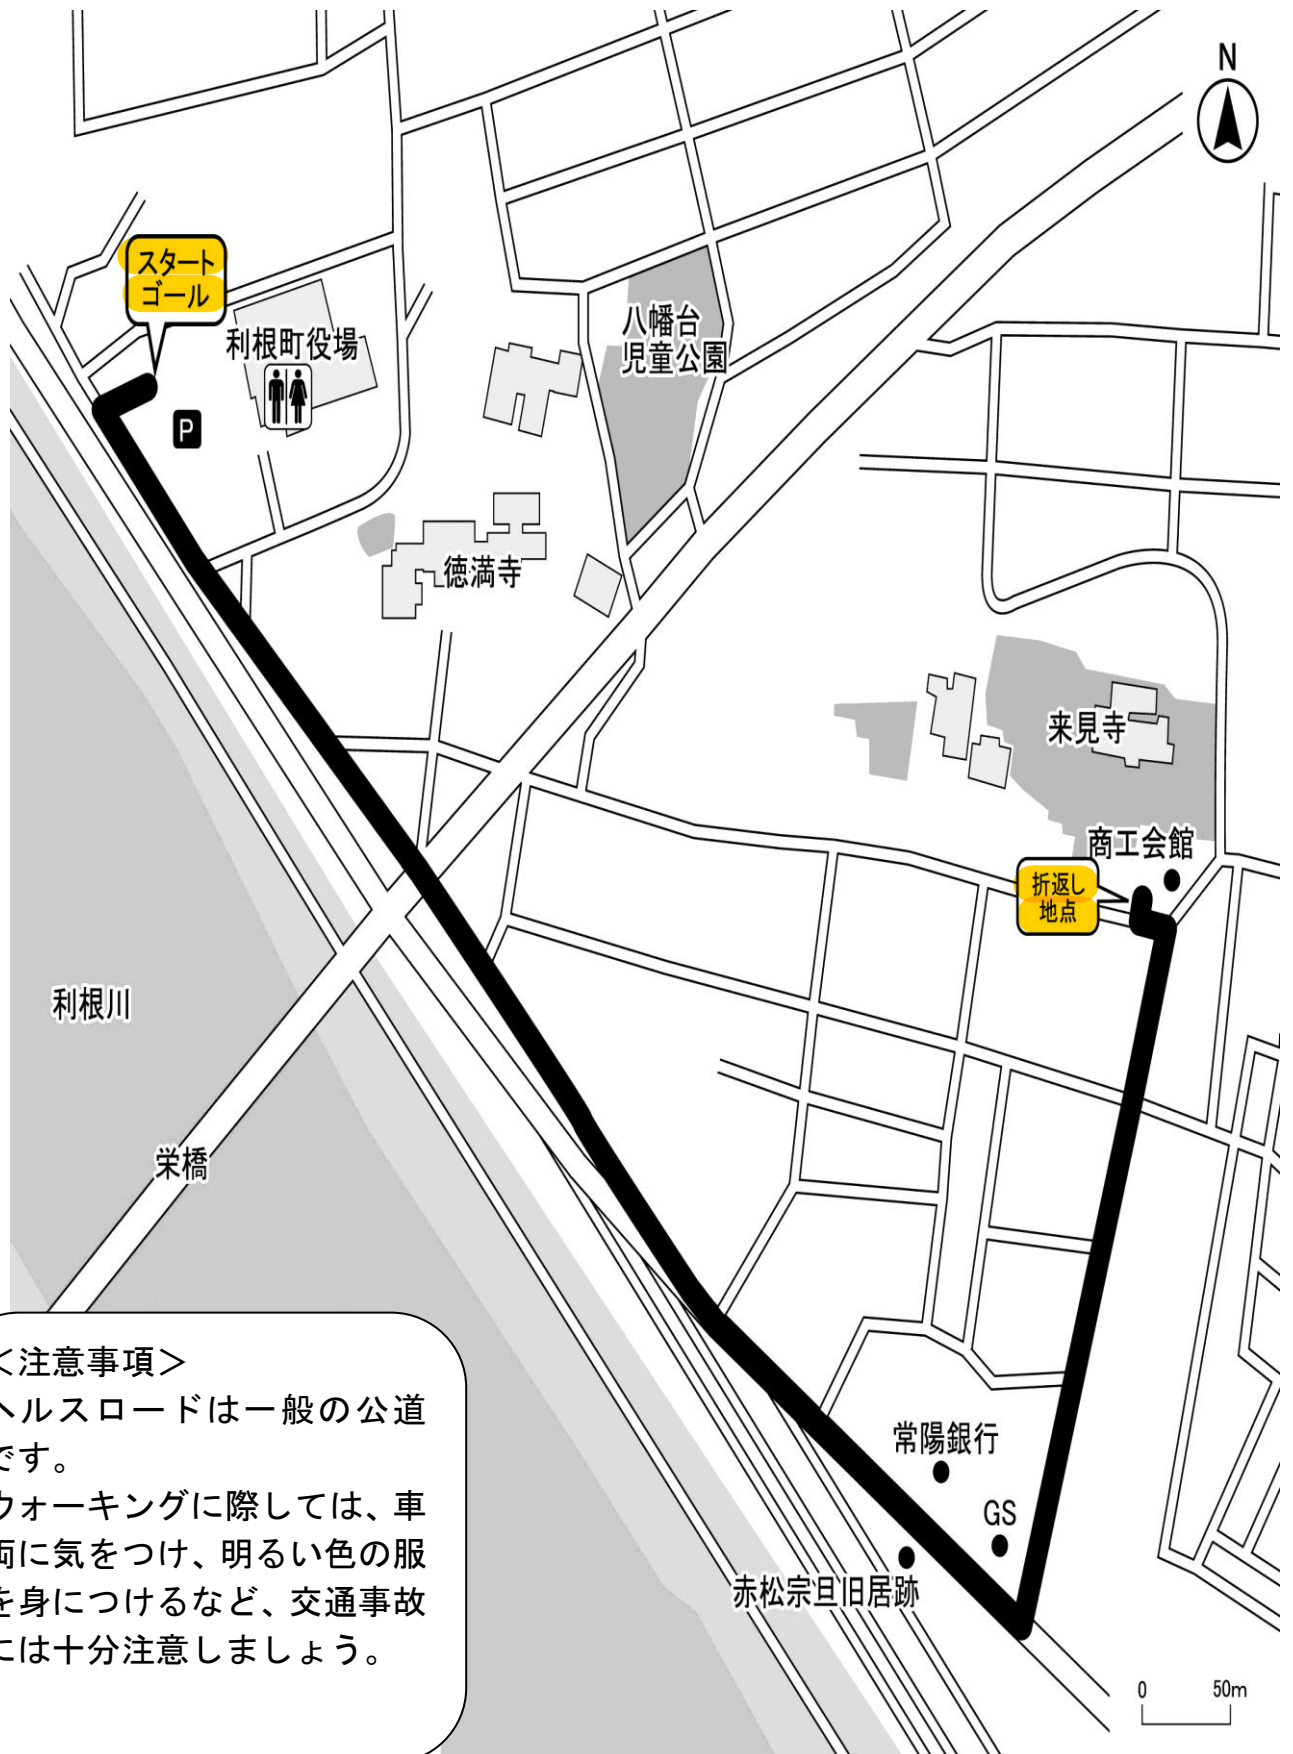 N
スタート
ゴール
利根町役場
P
八幡台
児童公園
徳満寺
来見寺
商工会館
折返し
地点
利根川
栄橋
＜注意事項＞
ヘルスロードは一般の公道
です。
ウォーキングに際しては、車
両に気をつけ、明るい色の服
を身につけるなど、交通事故
には十分注意しましょう。
常陽銀行
GS
赤松宗旦旧居跡
0 50m